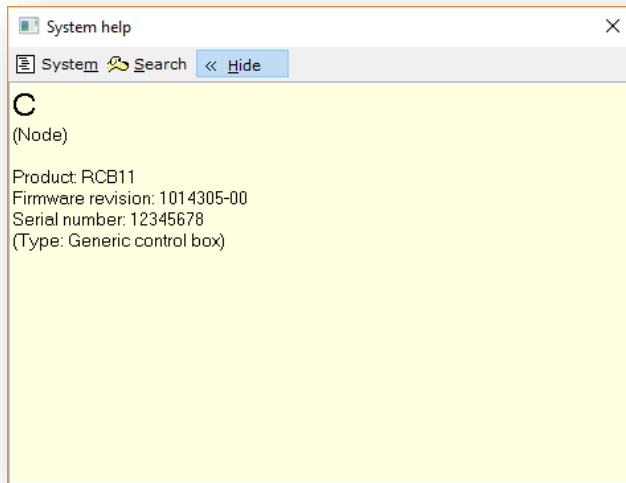 System help
System Search « Hide
C
(Node)
Product: RCB11
Firmware revision: 1014305-00
Serial number: 12345678
(Type: Generic control box)